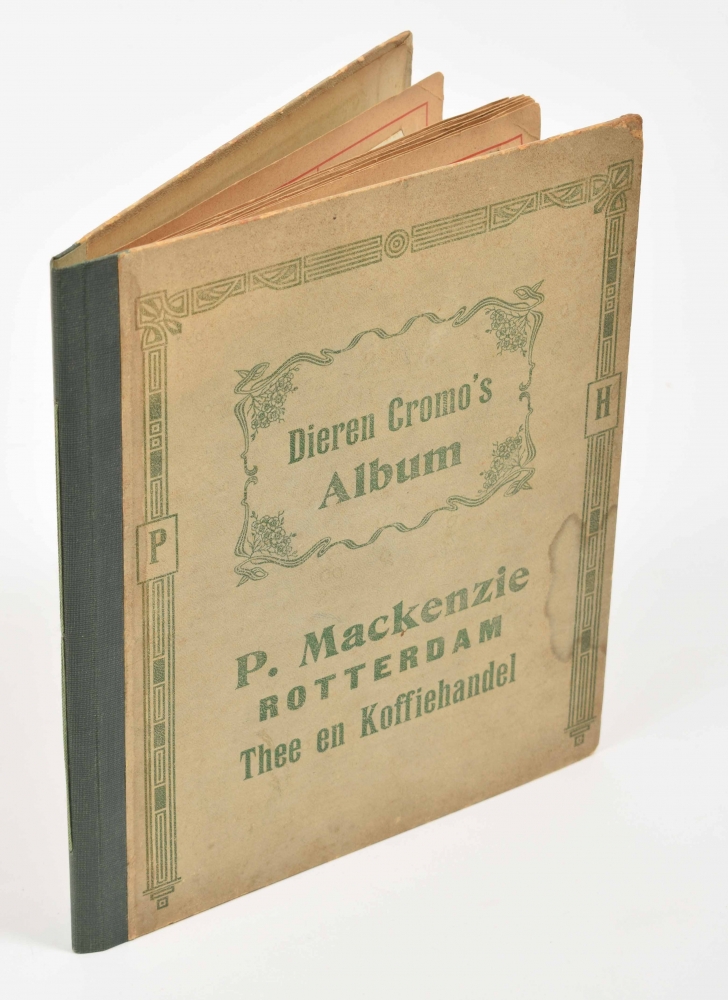 Dieren Cromo's
Album
P
H
P. Mackenzie
ROTTERDAM
Thee en Koffiehandel